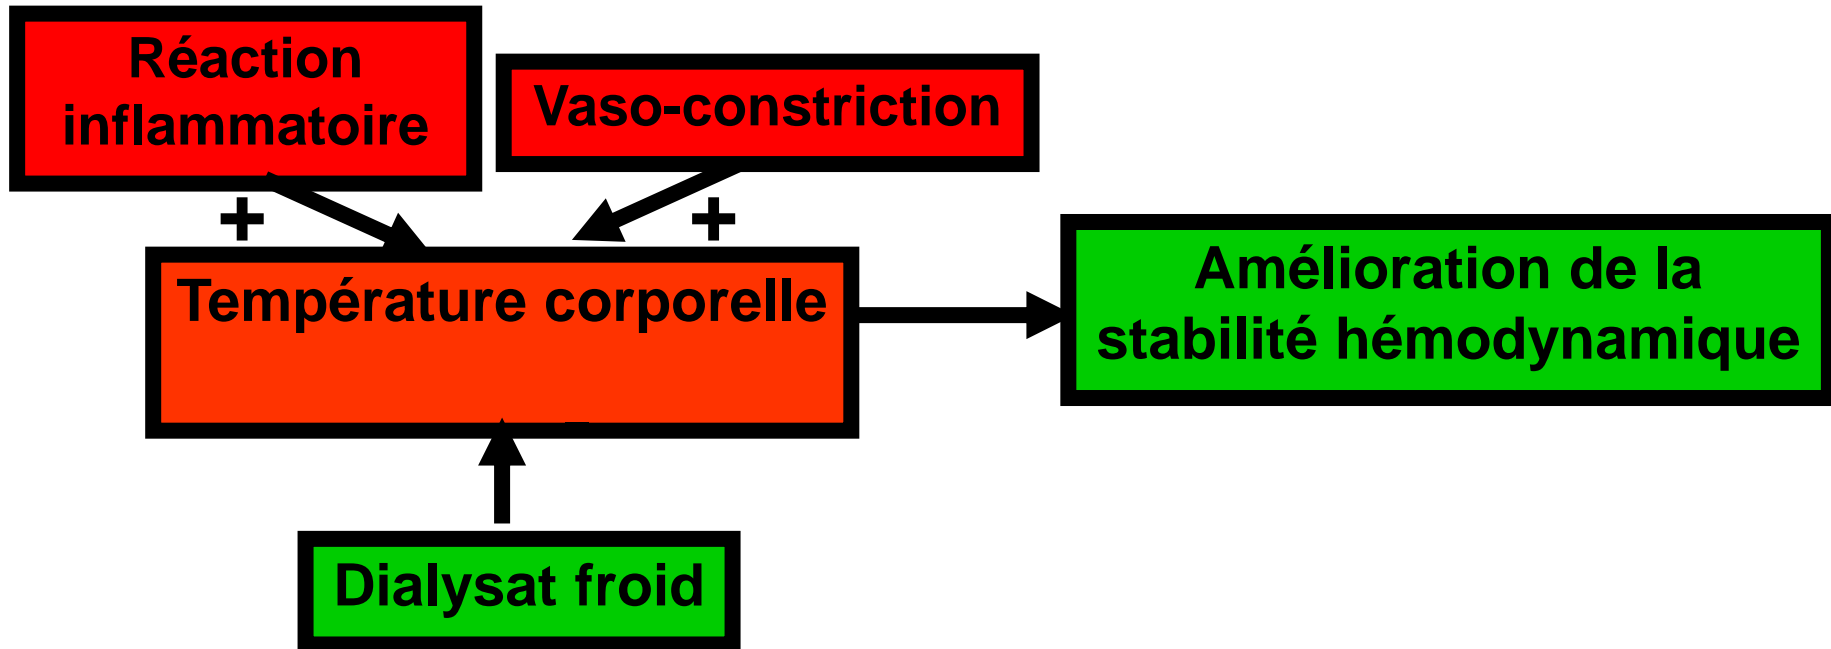 Réaction
inflammatoire
Vaso-constriction
+
+
Température corporelle
Amélioration de la
stabilité hémodynamique
-
Dialysat froid